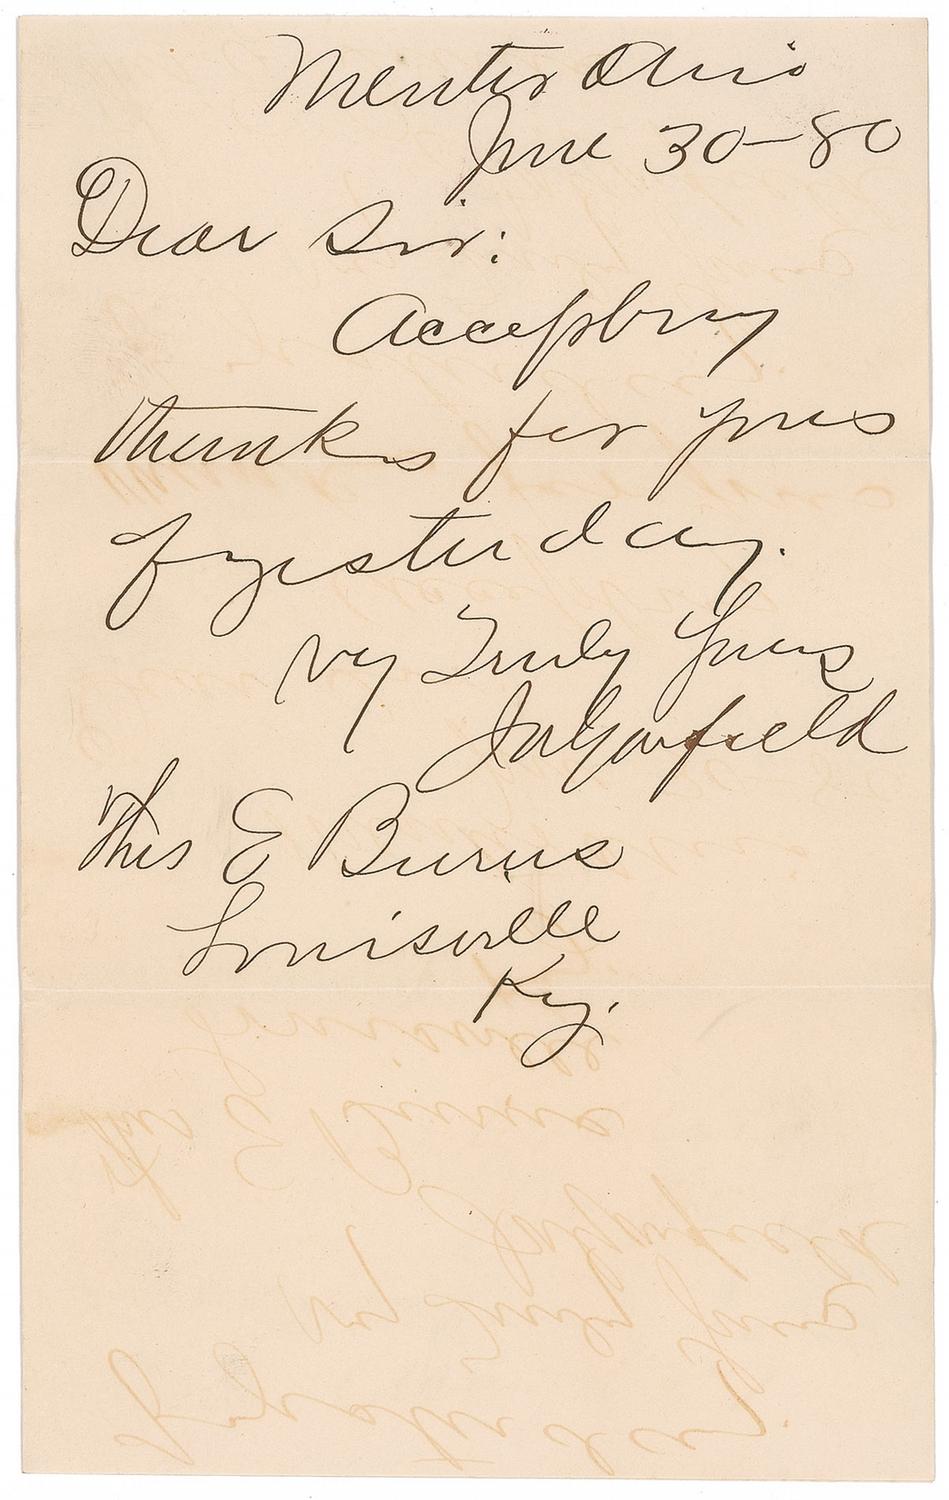 Mentor Ohio
June 30-80
Dear Sir:
Accept my
thanks for yours
of yesterday.
Very Truly Yours
J A Garfield
Thos E Burns
Louisville
Ky.